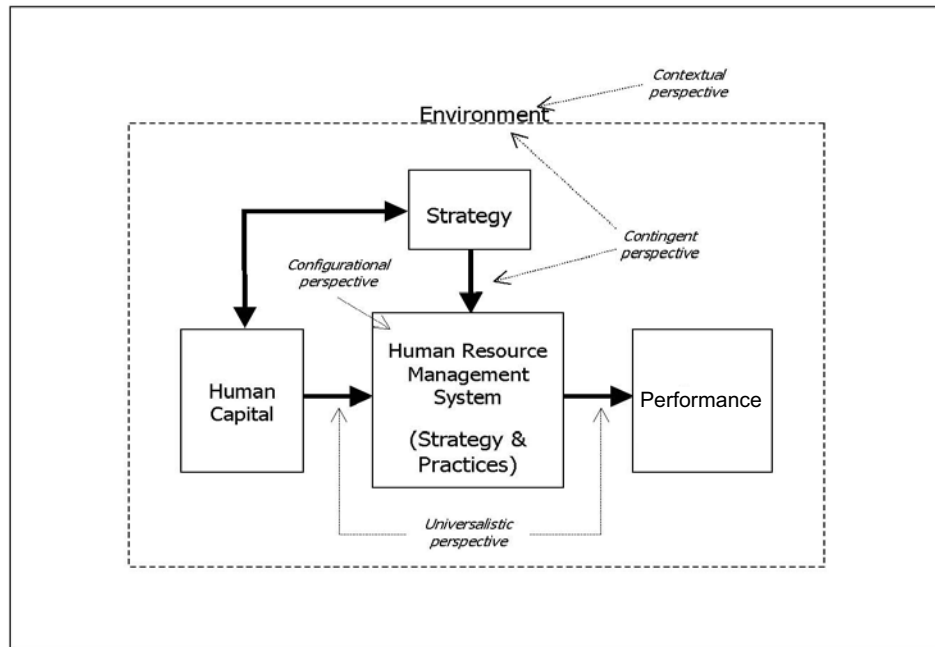 Contextual
perspective
Environment
Strategy
Contingent
perspective
Configurational
perspective
Human
Capital
Human Resource
Management
System
(Strategy &
Practices)
Performance
Universalistic
perspective